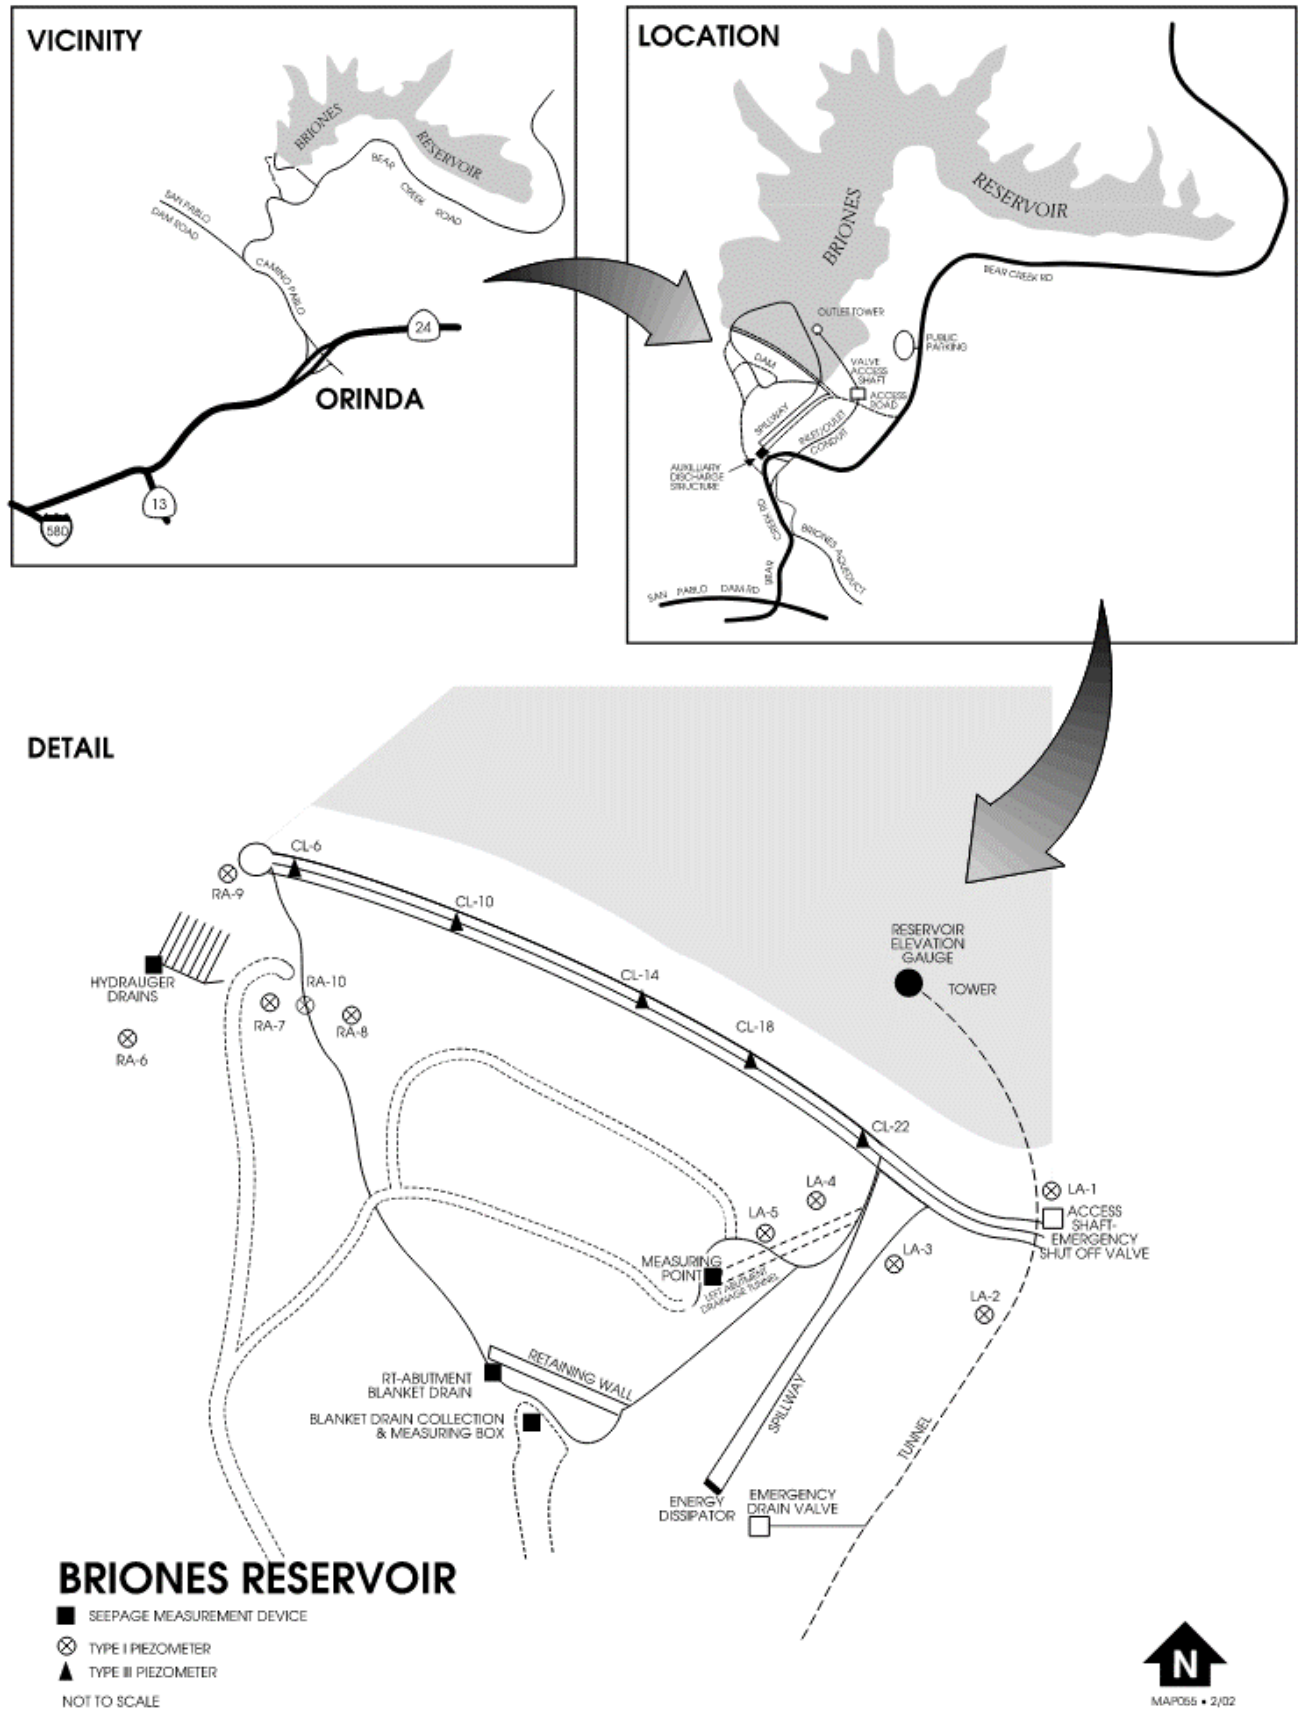 VICINITY
BRIONES
RESERVOIR
BEAR
CREEK
ROAD
SAN PABLO
DAM ROAD
CAMINO PABLO
24
ORINDA
13
580
LOCATION
BRIONES
RESERVOIR
BEAR CREEK RD
OUTLET TOWER
PUBLIC
PARKING
DAM
VALVE
ACCESS
SHAFT
ACCESS
ROAD
SPILLWAY
INLET/OULET
CONDUIT
AUXILLIARY
DISCHARGE
STRUCTURE
CREEK RD
BRIONES AQUEDUCT
BEAR
SAN PABLO DAM RD
DETAIL
CL-6
RA-9
CL-10
RESERVOIR
ELEVATION
GAUGE
TOWER
CL-14
HYDRAUGER
DRAINS
RA-10
RA-7
RA-8
CL-18
RA-6
CL-22
LA-4
LA-1
LA-5
ACCESS
SHAFT-
EMERGENCY
SHUT OFF VALVE
MEASURING
POINT
LEFT ABUTMENT
DRAINAGE TUNNEL
LA-3
LA-2
RETAINING WALL
RT-ABUTMENT
BLANKET DRAIN
BLANKET DRAIN COLLECTION
& MEASURING BOX
SPILLWAY
TUNNEL
ENERGY
DISSIPATOR
EMERGENCY
DRAIN VALVE
BRIONES RESERVOIR
SEEPAGE MEASUREMENT DEVICE
TYPE I PIEZOMETER
TYPE III PIEZOMETER
NOT TO SCALE
N
MAP055 • 2/02